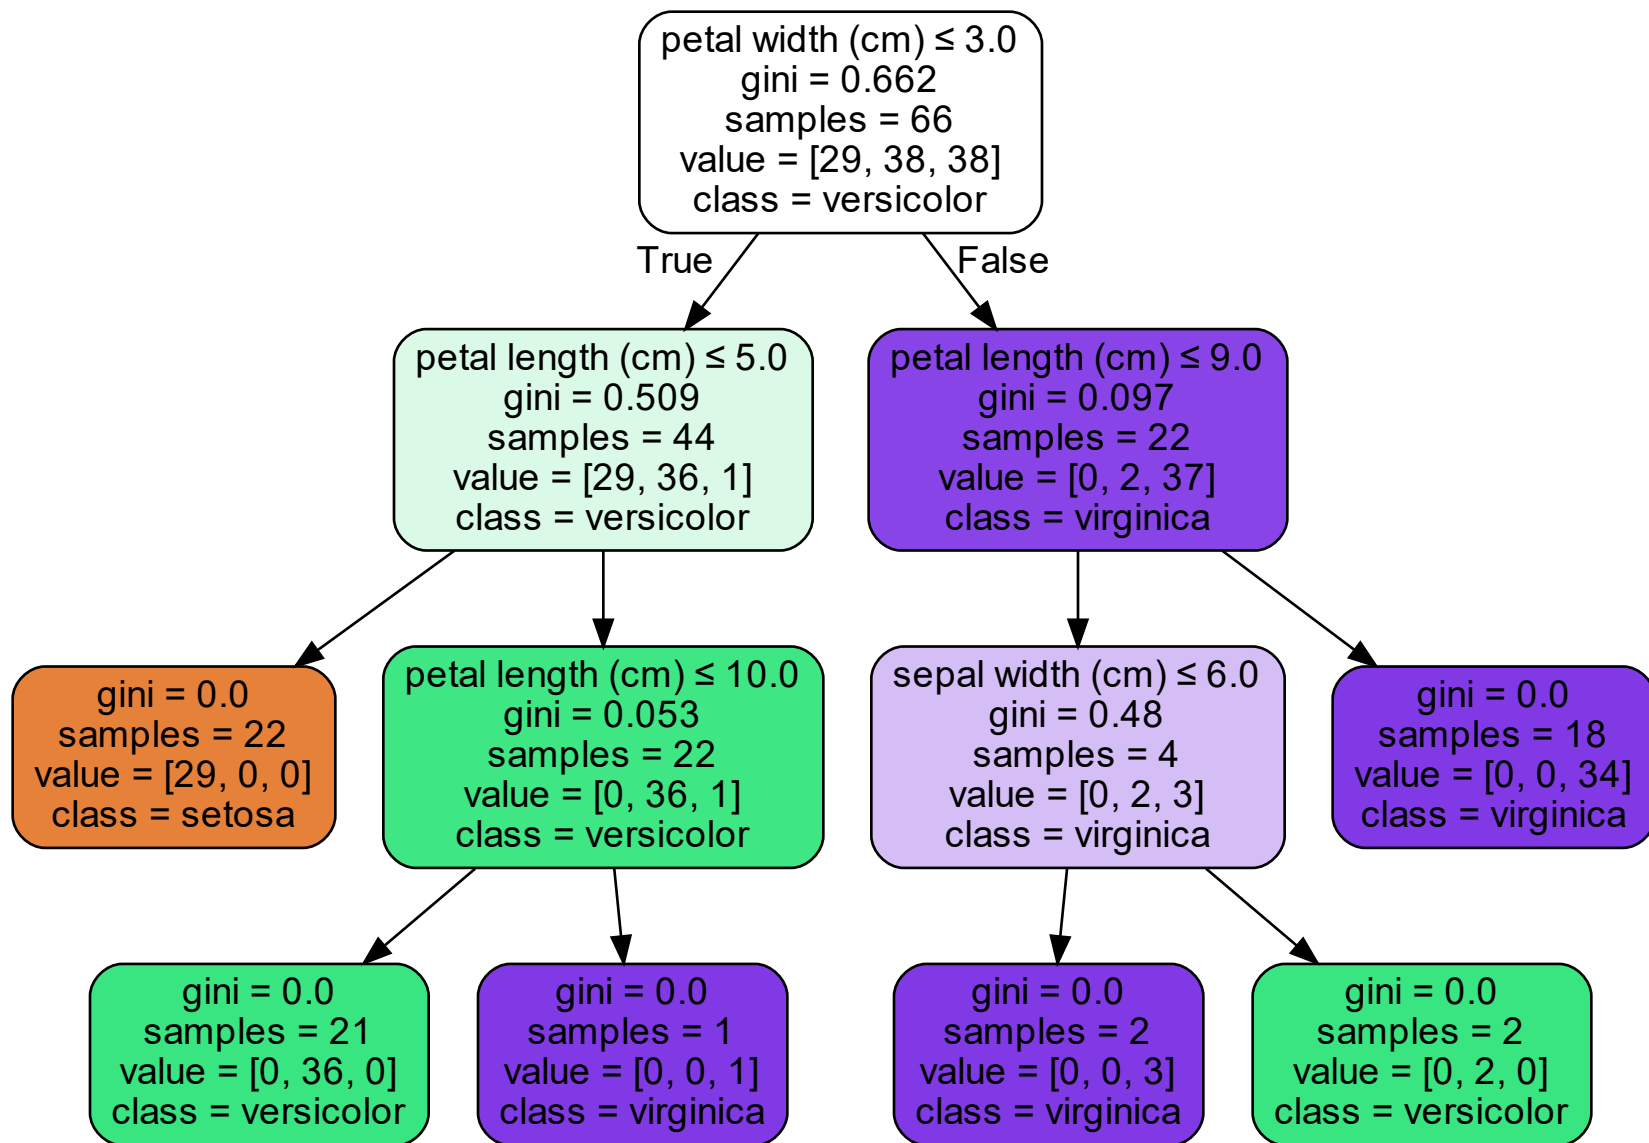 petal width (cm) ≤ 3.0
gini = 0.662
samples = 66
value = [29, 38, 38]
class = versicolor
True
False
petal length (cm) ≤ 5.0
gini = 0.509
samples = 44
value = [29, 36, 1]
class = versicolor
petal length (cm) ≤ 9.0
gini = 0.097
samples = 22
value = [0, 2, 37]
class = virginica
gini = 0.0
samples = 22
value = [29, 0, 0]
class = setosa
petal length (cm) ≤ 10.0
gini = 0.053
samples = 22
value = [0, 36, 1]
class = versicolor
sepal width (cm) ≤ 6.0
gini = 0.48
samples = 4
value = [0, 2, 3]
class = virginica
gini = 0.0
samples = 18
value = [0, 0, 34]
class = virginica
gini = 0.0
samples = 21
value = [0, 36, 0]
class = versicolor
gini = 0.0
samples = 1
value = [0, 0, 1]
class = virginica
gini = 0.0
samples = 2
value = [0, 0, 3]
class = virginica
gini = 0.0
samples = 2
value = [0, 2, 0]
class = versicolor